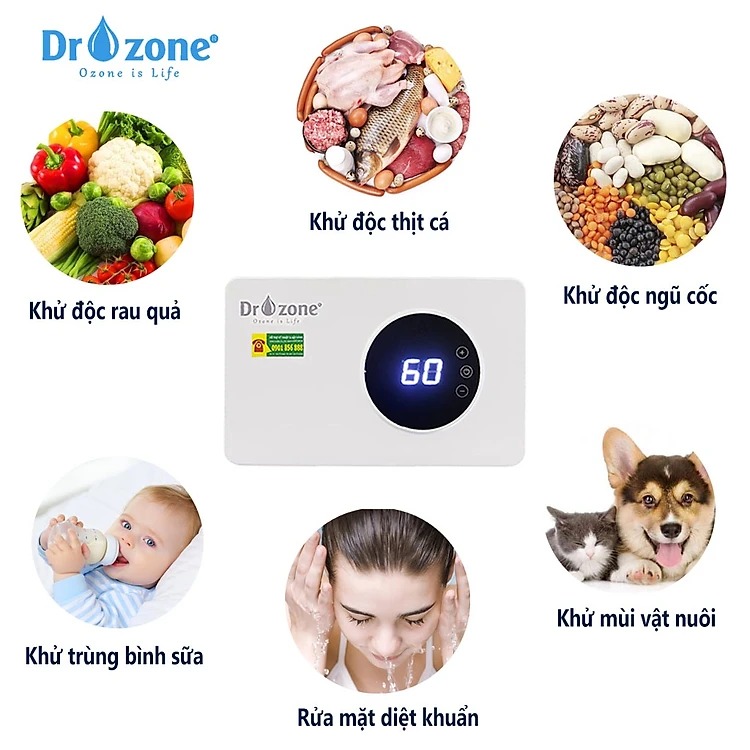 Dr zone®
Ozone is Life
Khử độc thịt cá
Khử độc rau quả
Khử độc ngũ cốc
Dr zone®
Ozone is Life
0901 856 888
60
Khử trùng bình sữa
Khử mùi vật nuôi
Rửa mặt diệt khuẩn